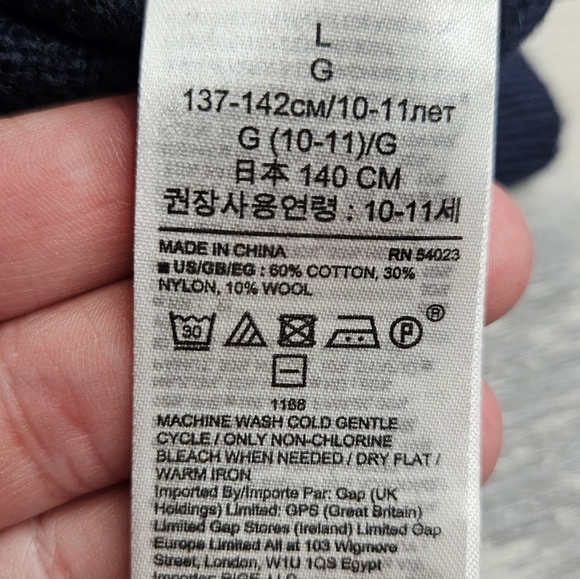 L
G
137-142см/10-11лет
G (10-11)/G
日本 140 CM
권장사용연령 : 10-11세
MADE IN CHINA RN 54023
■ US/GB/EG : 60% COTTON, 30%
NYLON, 10% WOOL
30 P ®
1168
MACHINE WASH COLD GENTLE
CYCLE / ONLY NON-CHLORINE
BLEACH WHEN NEEDED / DRY FLAT /
WARM IRON
Imported By/Importe Par: Gap (UK
Holdings) Limited: GPS (Great Britain)
Limited Gap Stores (Ireland) Limited Gap
Europe Limited All at 103 Wigmore
Street, London, W1U 1QS Egypt